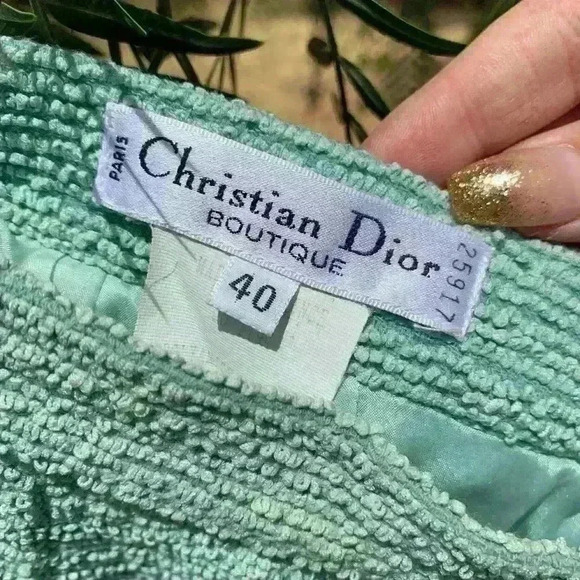 PARIS
Christian Dior
BOUTIQUE
25917
40